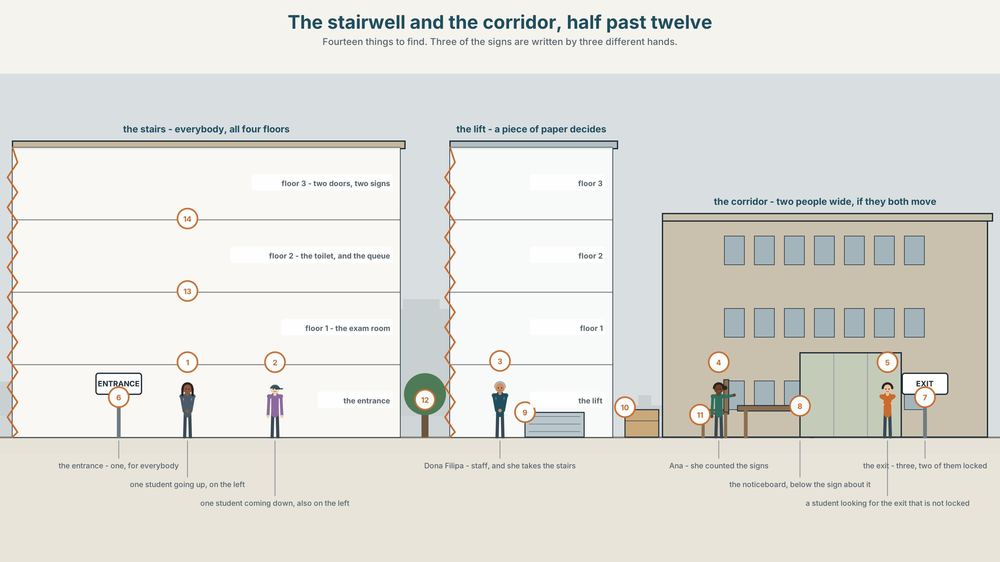 The stairwell and the corridor, half past twelve
Fourteen things to find. Three of the signs are written by three different hands.
the stairs - everybody, all four floors
the lift - a piece of paper decides
the corridor - two people wide, if they both move
floor 3 - two doors, two signs
floor 3
14
floor 2 - the toilet, and the queue
floor 2
13
floor 1 - the exam room
floor 1
1
2
3
4
5
ENTRANCE
EXIT
6
the entrance
12
the lift
7
8
9
10
11
the entrance - one, for everybody
Dona Filipa - staff, and she takes the stairs
Ana - she counted the signs
the exit - three, two of them locked
one student going up, on the left
the noticeboard, below the sign about it
one student coming down, also on the left
a student looking for the exit that is not locked